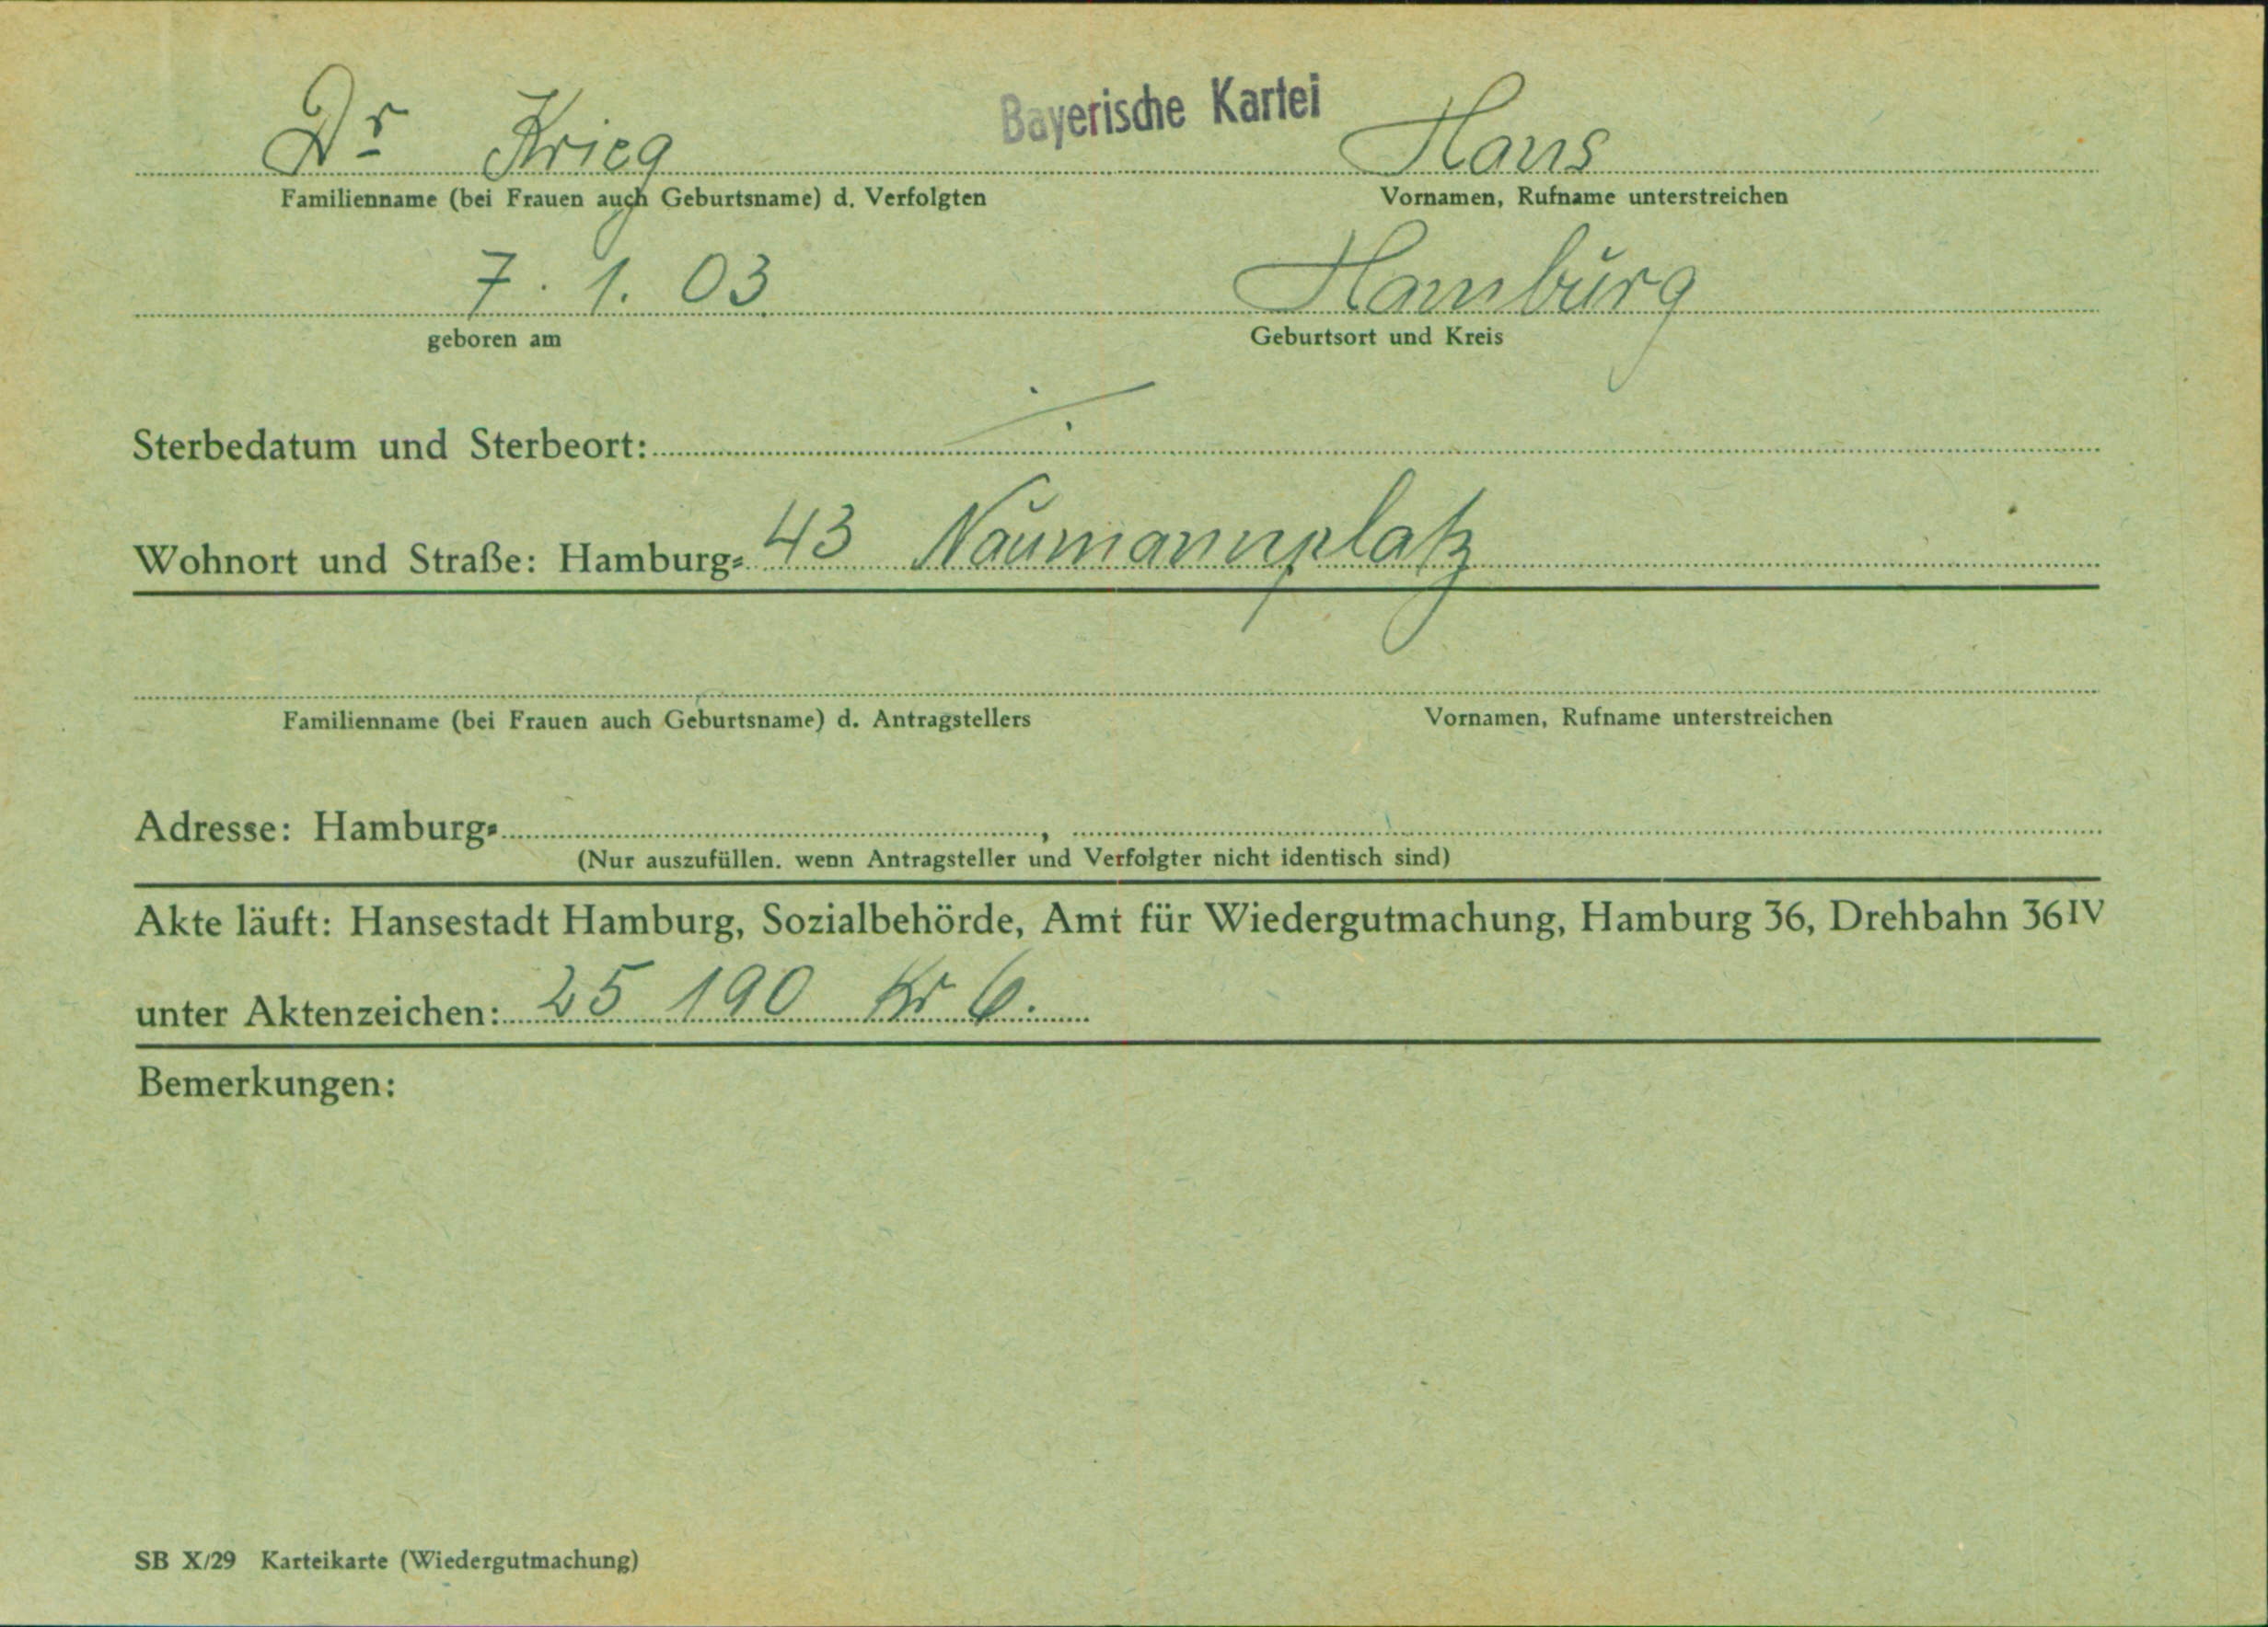 Bayerische Kartei
Dr Krieg Hans
Familienname (bei Frauen auch Geburtsname) d. Verfolgten Vornamen, Rufname unterstreichen
7. 1. 03 Hamburg
geboren am Geburtsort und Kreis
Sterbedatum und Sterbeort:
Wohnort und Straße: Hamburg- 43 Naumannplatz
Familienname (bei Frauen auch Geburtsname) d. Antragstellers Vornamen, Rufname unterstreichen
Adresse: Hamburg- ,
(Nur auszufüllen. wenn Antragsteller und Verfolgter nicht identisch sind)
Akte läuft: Hansestadt Hamburg, Sozialbehörde, Amt für Wiedergutmachung, Hamburg 36, Drehbahn 36 IV
unter Aktenzeichen: 25 190 Kr 6.
Bemerkungen:
SB X/29 Karteikarte (Wiedergutmachung)